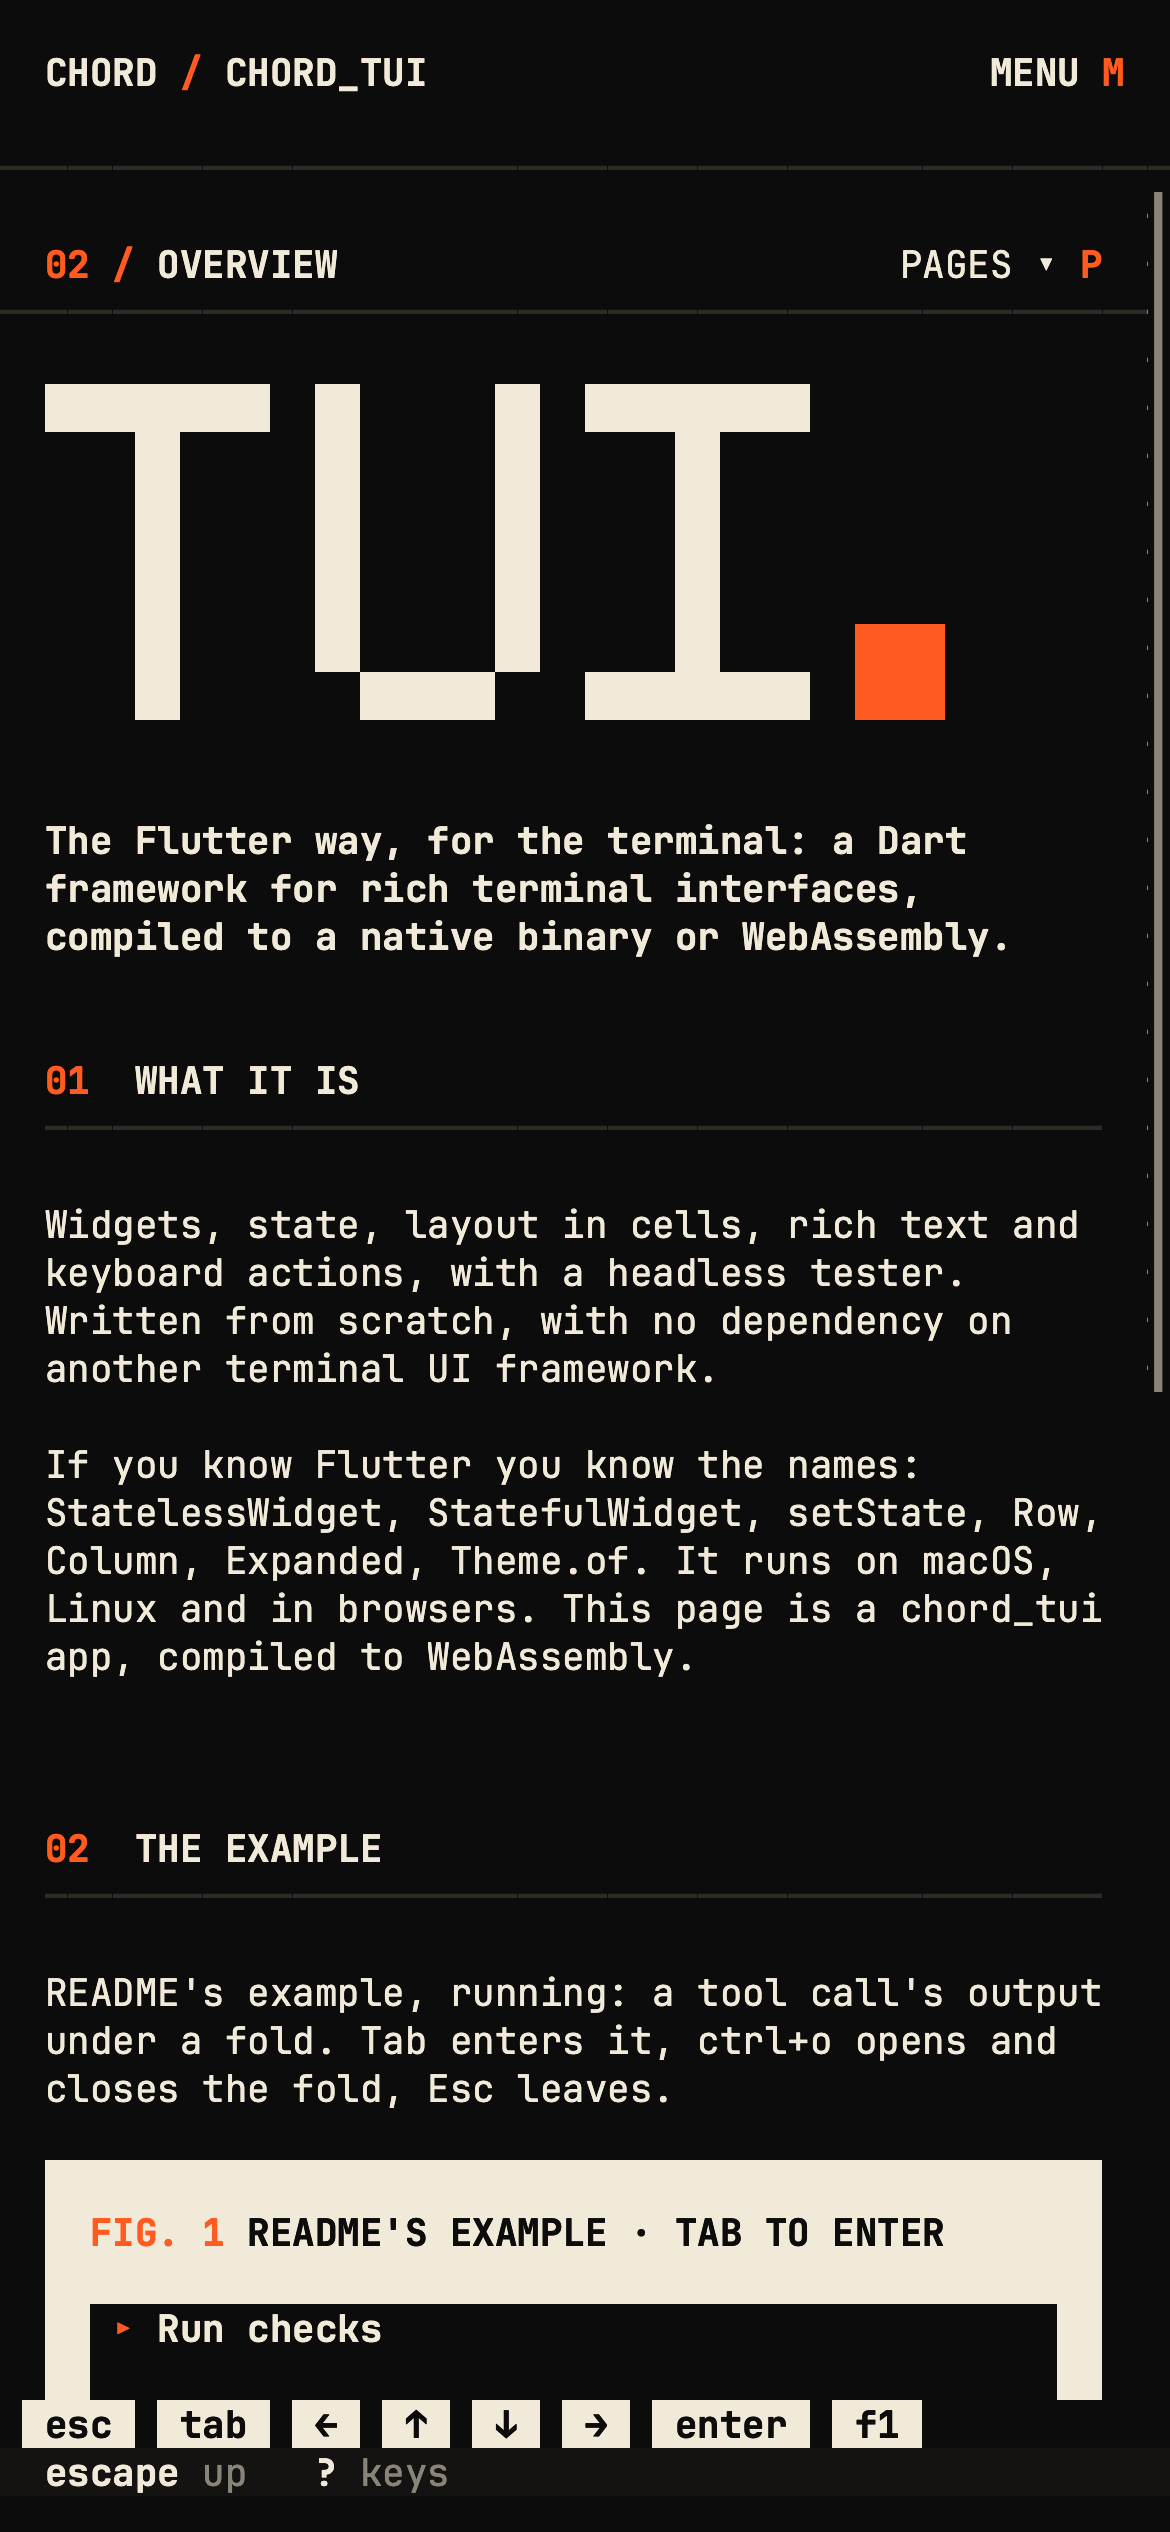 CHORD / CHORD_TUI
MENU M
02 / OVERVIEW
PAGES ▾ P
TUI.
The Flutter way, for the terminal: a Dart
framework for rich terminal interfaces,
compiled to a native binary or WebAssembly.
01 WHAT IT IS
Widgets, state, layout in cells, rich text and
keyboard actions, with a headless tester.
Written from scratch, with no dependency on
another terminal UI framework.
If you know Flutter you know the names:
StatelessWidget, StatefulWidget, setState, Row,
Column, Expanded, Theme.of. It runs on macOS,
Linux and in browsers. This page is a chord_tui
app, compiled to WebAssembly.
02 THE EXAMPLE
README's example, running: a tool call's output
under a fold. Tab enters it, ctrl+o opens and
closes the fold, Esc leaves.
FIG. 1 README'S EXAMPLE · TAB TO ENTER
▸ Run checks
esc tab ← ↑ ↓ → enter f1
escape up ? keys